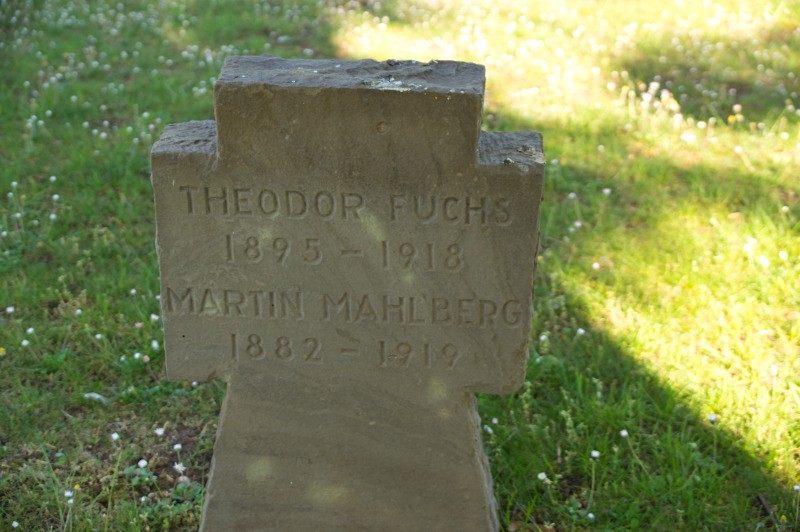 THEODOR FUCHS
1895 – 1918
MARTIN MAHLBERG
1882 – 1919